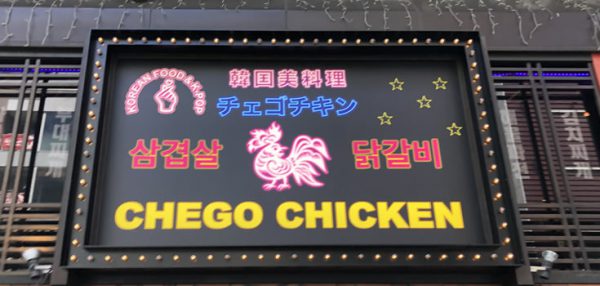 KOREAN FOOD & K-POP
韓国美料理
チェゴチキン
삼겹살
닭갈비
CHEGO CHICKEN